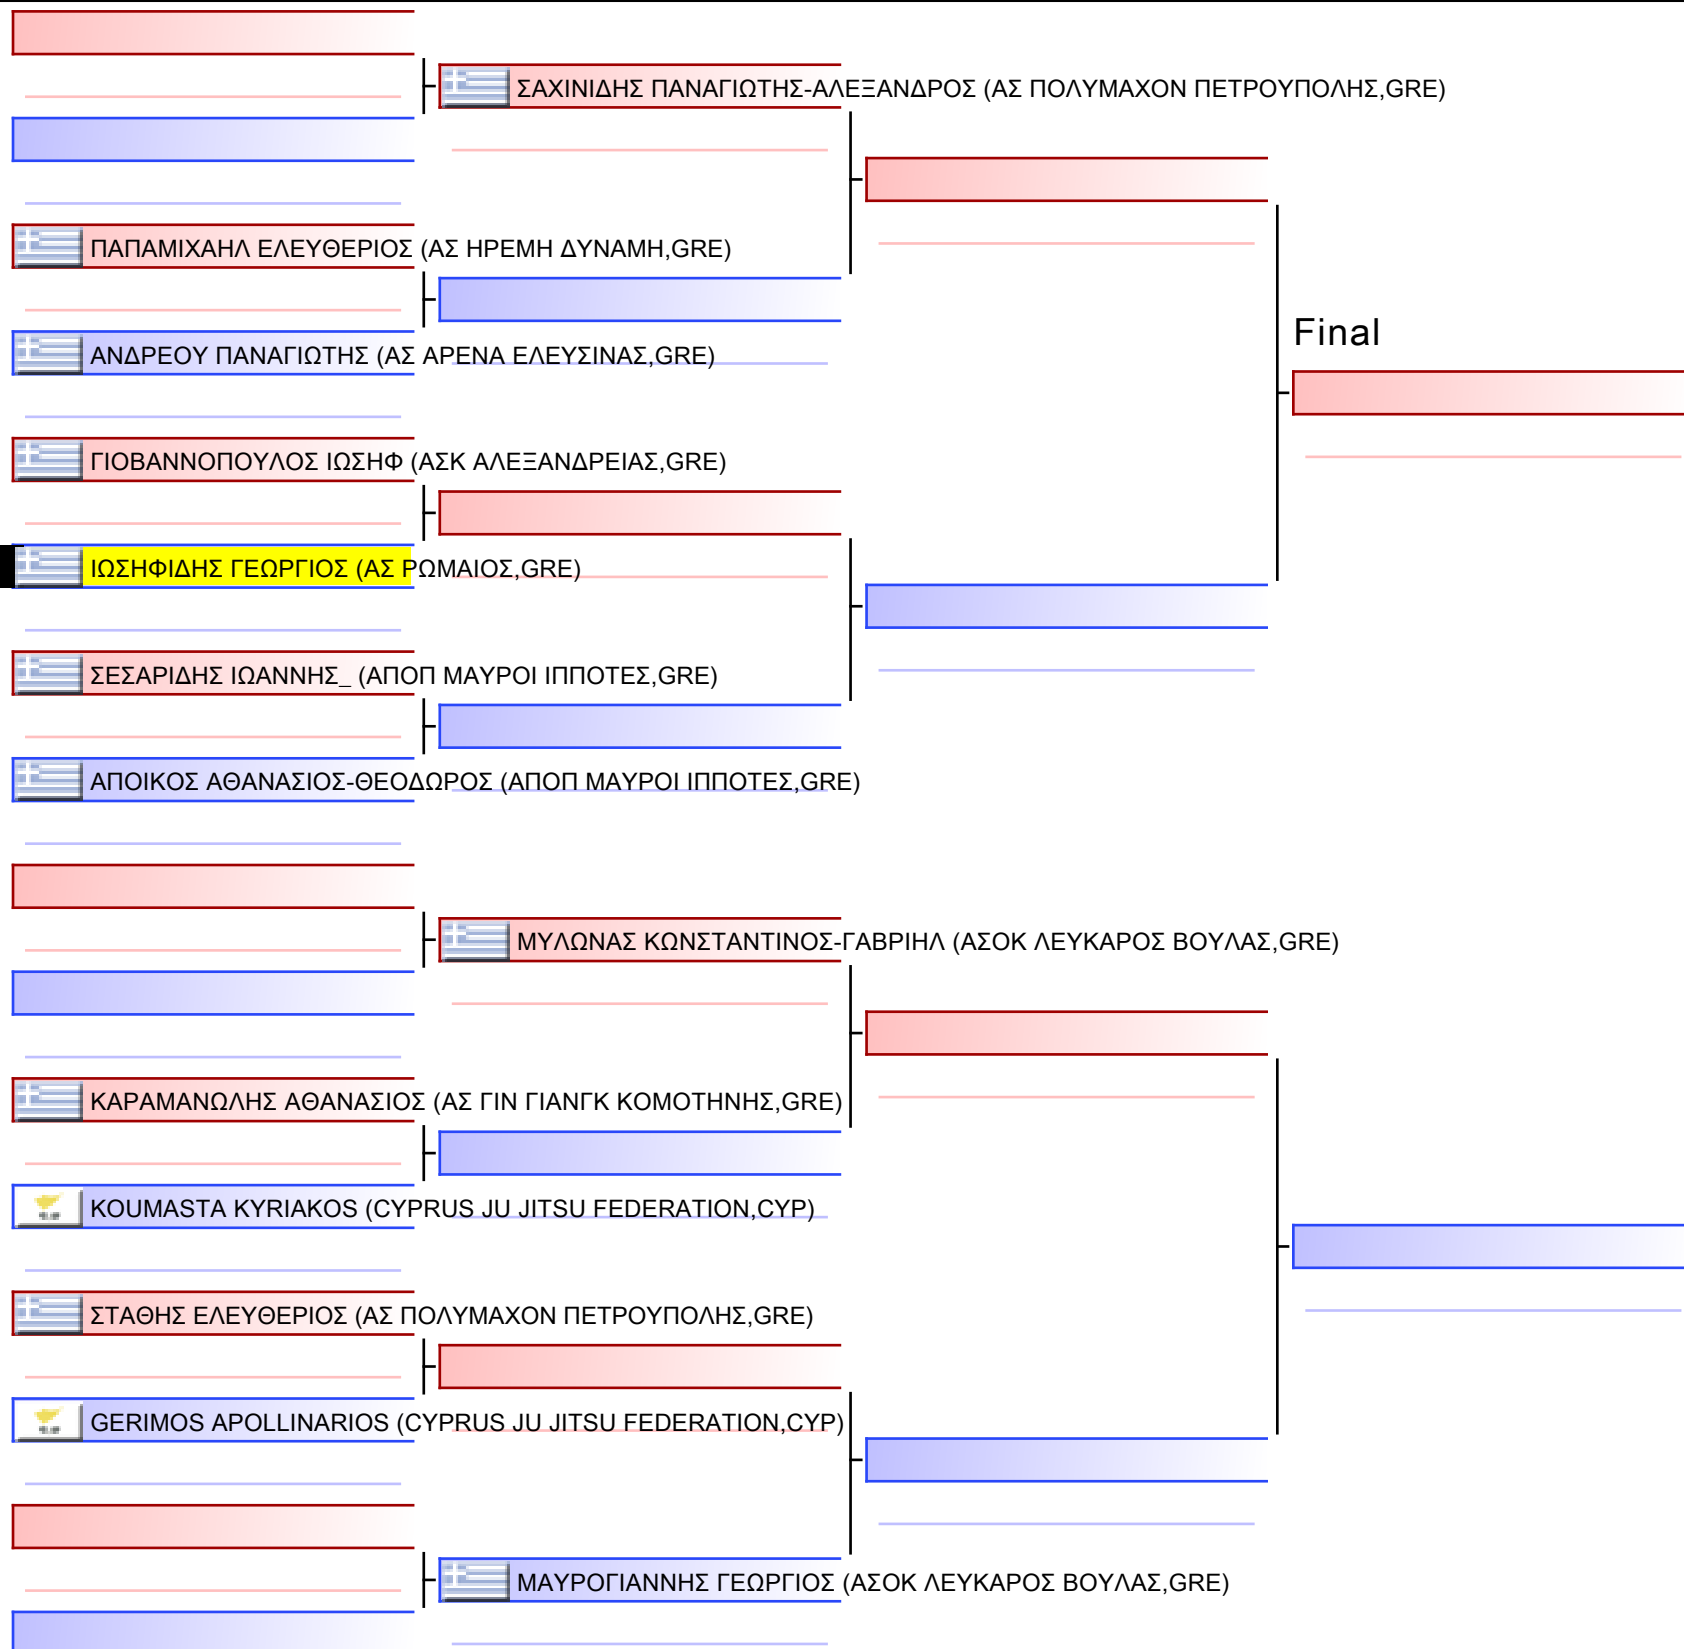 ΣΑΧΙΝΙΔΗΣ ΠΑΝΑΓΙΩΤΗΣ-ΑΛΕΞΑΝΔΡΟΣ (ΑΣ ΠΟΛΥΜΑΧΟΝ ΠΕΤΡΟΥΠΟΛΗΣ,GRE)
ΠΑΠΑΜΙΧΑΗΛ ΕΛΕΥΘΕΡΙΟΣ (ΑΣ ΗΡΕΜΗ ΔΥΝΑΜΗ,GRE)
Final
ΑΝΔΡΕΟΥ ΠΑΝΑΓΙΩΤΗΣ (ΑΣ ΑΡΕΝΑ ΕΛΕΥΣΙΝΑΣ,GRE)
ΓΙΟΒΑΝΝΟΠΟΥΛΟΣ ΙΩΣΗΦ (ΑΣΚ ΑΛΕΞΑΝΔΡΕΙΑΣ,GRE)
ΙΩΣΗΦΙΔΗΣ ΓΕΩΡΓΙΟΣ (ΑΣ ΡΩΜΑΙΟΣ,GRE)
ΣΕΣΑΡΙΔΗΣ ΙΩΑΝΝΗΣ_ (ΑΠΟΠ ΜΑΥΡΟΙ ΙΠΠΟΤΕΣ,GRE)
ΑΠΟΙΚΟΣ ΑΘΑΝΑΣΙΟΣ-ΘΕΟΔΩΡΟΣ (ΑΠΟΠ ΜΑΥΡΟΙ ΙΠΠΟΤΕΣ,GRE)
ΜΥΛΩΝΑΣ ΚΩΝΣΤΑΝΤΙΝΟΣ-ΓΑΒΡΙΗΛ (ΑΣΟΚ ΛΕΥΚΑΡΟΣ ΒΟΥΛΑΣ,GRE)
ΚΑΡΑΜΑΝΩΛΗΣ ΑΘΑΝΑΣΙΟΣ (ΑΣ ΓΙΝ ΓΙΑΝΓΚ ΚΟΜΟΤΗΝΗΣ,GRE)
KOUMASTA KYRIAKOS (CYPRUS JU JITSU FEDERATION,CYP)
ΣΤΑΘΗΣ ΕΛΕΥΘΕΡΙΟΣ (ΑΣ ΠΟΛΥΜΑΧΟΝ ΠΕΤΡΟΥΠΟΛΗΣ,GRE)
GERIMOS APOLLINARIOS (CYPRUS JU JITSU FEDERATION,CYP)
ΜΑΥΡΟΓΙΑΝΝΗΣ ΓΕΩΡΓΙΟΣ (ΑΣΟΚ ΛΕΥΚΑΡΟΣ ΒΟΥΛΑΣ,GRE)